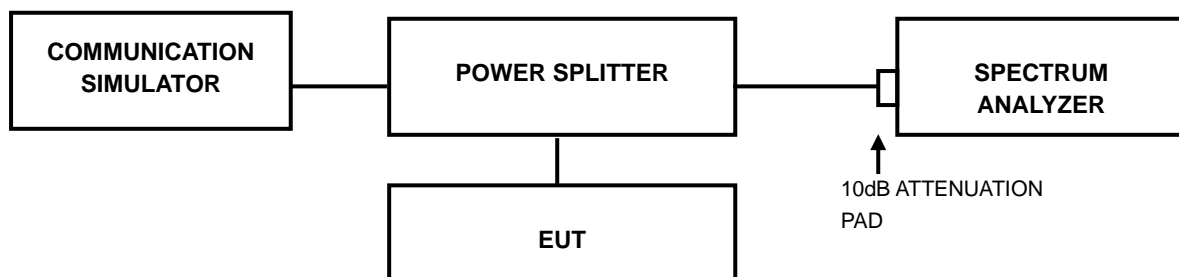 COMMUNICATION
SIMULATOR
POWER SPLITTER
SPECTRUM
ANALYZER
10dB ATTENUATION
PAD
EUT